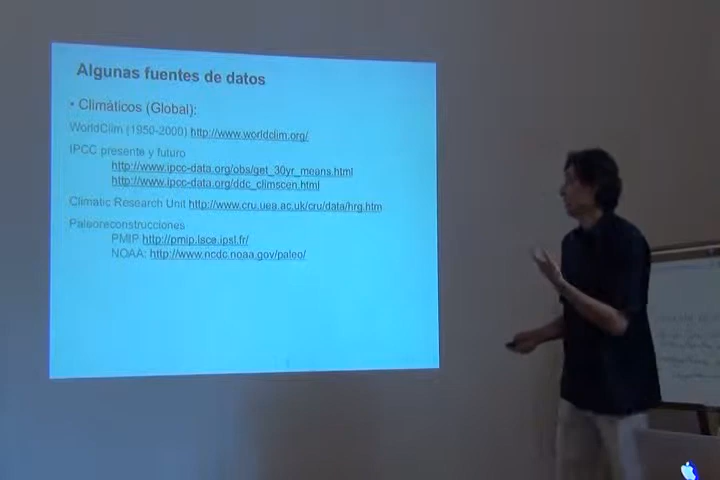 Algunas fuentes de datos
• Climáticos (Global):
WorldClim (1950-2000) http://www.worldclim.org/
IPCC presente y futuro
http://www.ipcc-data.org/obs/get_30yr_means.html
http://www.ipcc-data.org/ddc_climscen.html
Climatic Research Unit http://www.cru.uea.ac.uk/cru/data/hrg.htm
Paleoreconstrucciones
PMIP http://pmip.lsce.ipsl.fr/
NOAA: http://www.ncdc.noaa.gov/paleo/